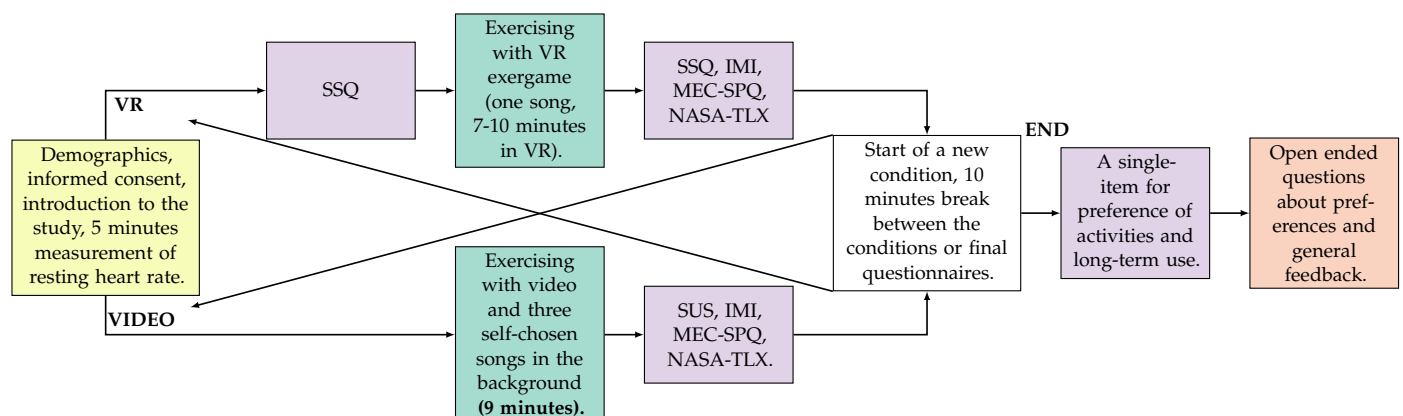 Demographics,
informed consent,
introduction to the
study, 5 minutes
measurement of
resting heart rate.
VR
SSQ
Exercising
with VR
exergame
(one song,
7-10 minutes
in VR).
SSQ, IMI,
MEC-SPQ,
NASA-TLX
VIDEO
Exercising
with video
and three
self-chosen
songs in the
background
(9 minutes).
SUS, IMI,
MEC-SPQ,
NASA-TLX.
Start of a new
condition, 10
minutes break
between the
conditions or final
questionnaires.
END
A single-
item for
preference of
activities and
long-term use.
Open ended
questions
about pref-
erences and
general
feedback.